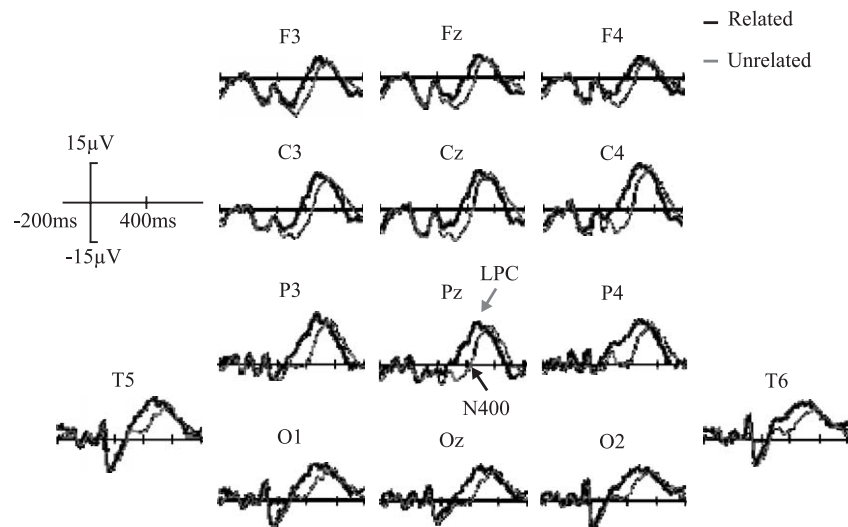 F3 Fz F4
Related
Unrelated
15µV
-200ms 400ms
-15µV
C3 Cz C4
P3 Pz P4
LPC
N400
T5 T6
O1 Oz O2